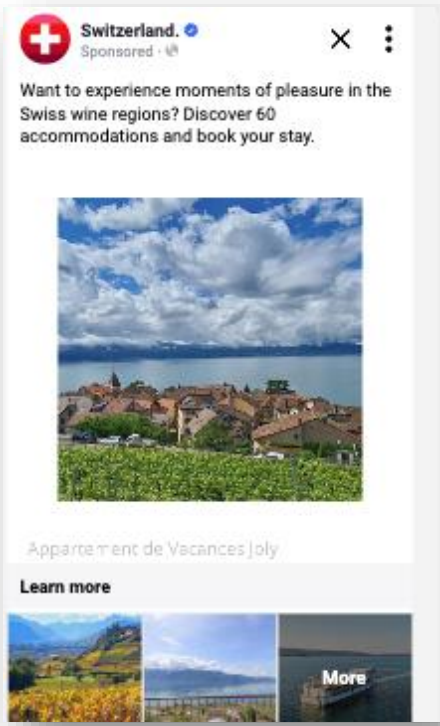 Switzerland.
Sponsored ·
Want to experience moments of pleasure in the
Swiss wine regions? Discover 60
accommodations and book your stay.
Appartement de Vacances Joly
Learn more
More